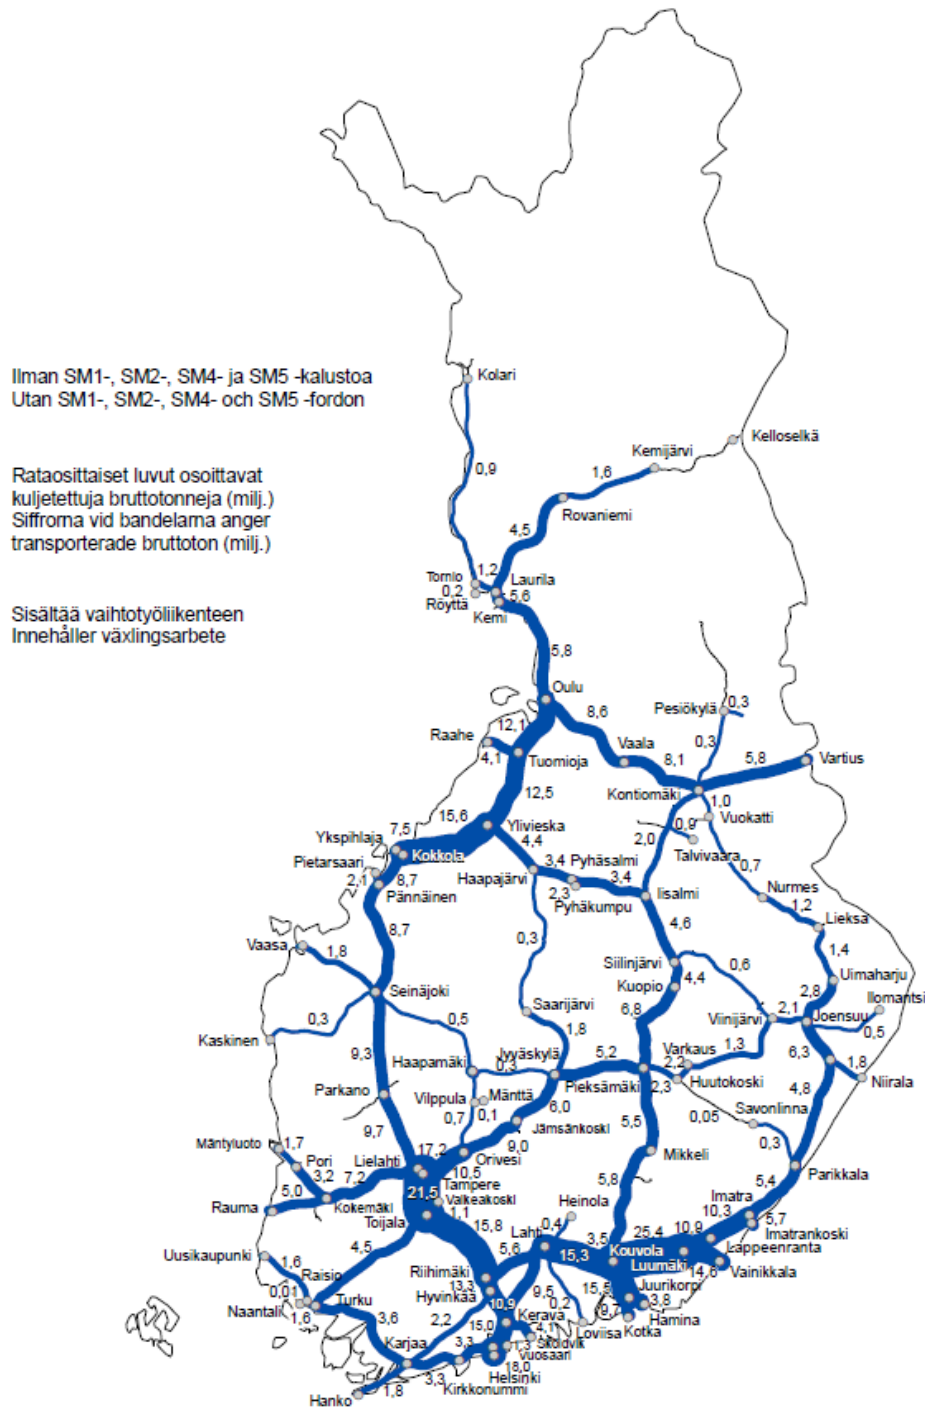 Ilman SM1-, SM2-, SM4- ja SM5 -kalustoa
Utan SM1-, SM2-, SM4- och SM5 -fordon
Rataosittaiset luvut osoittavat
kuljetettuja bruttotonneja (milj.)
Siffrorna vid bandelarna anger
transporterade bruttoton (milj.)
Sisältää vaihtotyöliikenteen
Innehåller växlingsarbete
Kolari
0,9
Kelloselkä
Kemijärvi
1,6
Rovaniemi
4,5
Tornio
1,2
Laurila
0,2
Röyttä
5,6
Kemi
5,8
Oulu
8,6
Pesiökylä
0,3
12,1
Raahe
4,1
Tuomioja
Vaala
8,1
0,3
5,8
Vartius
12,5
Kontiomäki
1,0
15,6
Ylivieska
2,0
0,9
Vuokatti
Talvivaara
7,5
Ykspihlaja
Kokkola
4,4
Pietarsaari
2,1
8,7
Pännäinen
Haapajärvi
3,4
Pyhäsalmi
3,4
2,3
Pyhäkumpu
Iisalmi
0,7
Nurmes
1,2
Lieksa
8,7
4,6
Vaasa
1,8
0,3
Siilinjärvi
0,6
1,4
Uimaharju
4,4
Kuopio
Seinäjoki
2,8
Ilomantsi
Saarijärvi
6,8
Viinijärvi
2,1
Joensuu
0,5
0,3
Kaskinen
0,5
1,8
1,3
Haapamäki
0,3
Jyväskylä
5,2
Pieksämäki
2,2
Varkaus
6,3
1,8
Niirala
9,3
2,3
Huutokoski
4,8
Parkano
Vilppula
Mänttä
0,1
0,7
6,0
Jämsänkoski
0,05
Savonlinna
9,7
5,5
0,3
9,0
Mäntyluoto
1,7
Pori
3,2
Lielahti
17,2
Orivesi
10,5
Mikkeli
Parikkala
5,0
7,2
Tampere
5,8
5,4
Rauma
Kokemäki
21,5
Valkeakoski
1,1
Toijala
Heinola
0,4
Imatra
10,3
5,7
Imatrankoski
15,8
Lahti
25,4
10,9
Lappeenranta
4,5
3,5
Kouvola
5,6
15,3
Luumäki
14,6
Vainikkala
Uusikaupunki
1,6
Raisio
0,01
Naantali
1,6
Turku
Riihimäki
13,3
Hyvinkää
9,5
15,5
Juurikorpi
3,8
Hamina
9,7
Kotka
10,9
0,2
Loviisa
3,6
2,2
15,0
Kerava
4,1
Sköldvik
Karjaa
3,3
1,3
Vuosaari
18,0
Helsinki
Hanko
1,8
3,3
Kirkkonummi